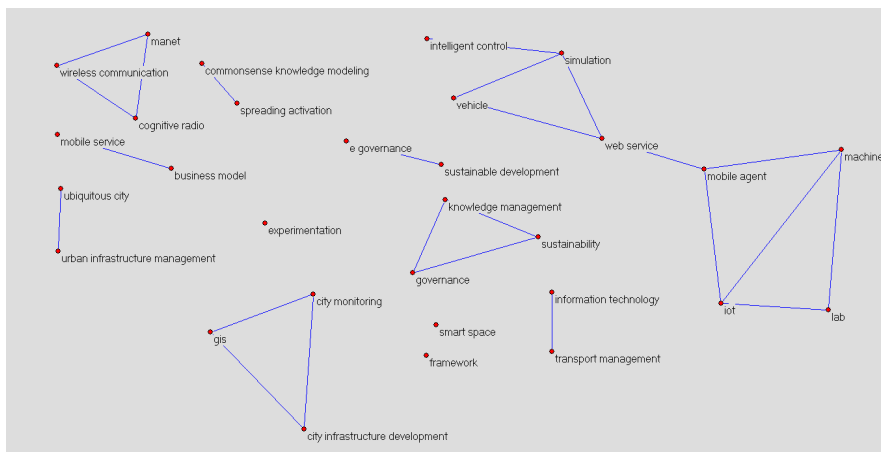 manet
intelligent control
simulation
wireless communication
commonsense knowledge modeling
vehicle
spreading activation
cognitive radio
mobile service
e governance
web service
machine
business model
sustainable development
mobile agent
ubiquitous city
knowledge management
experimentation
sustainability
urban infrastructure management
governance
city monitoring
information technology
iot
lab
smart space
gis
framework
transport management
city infrastructure development